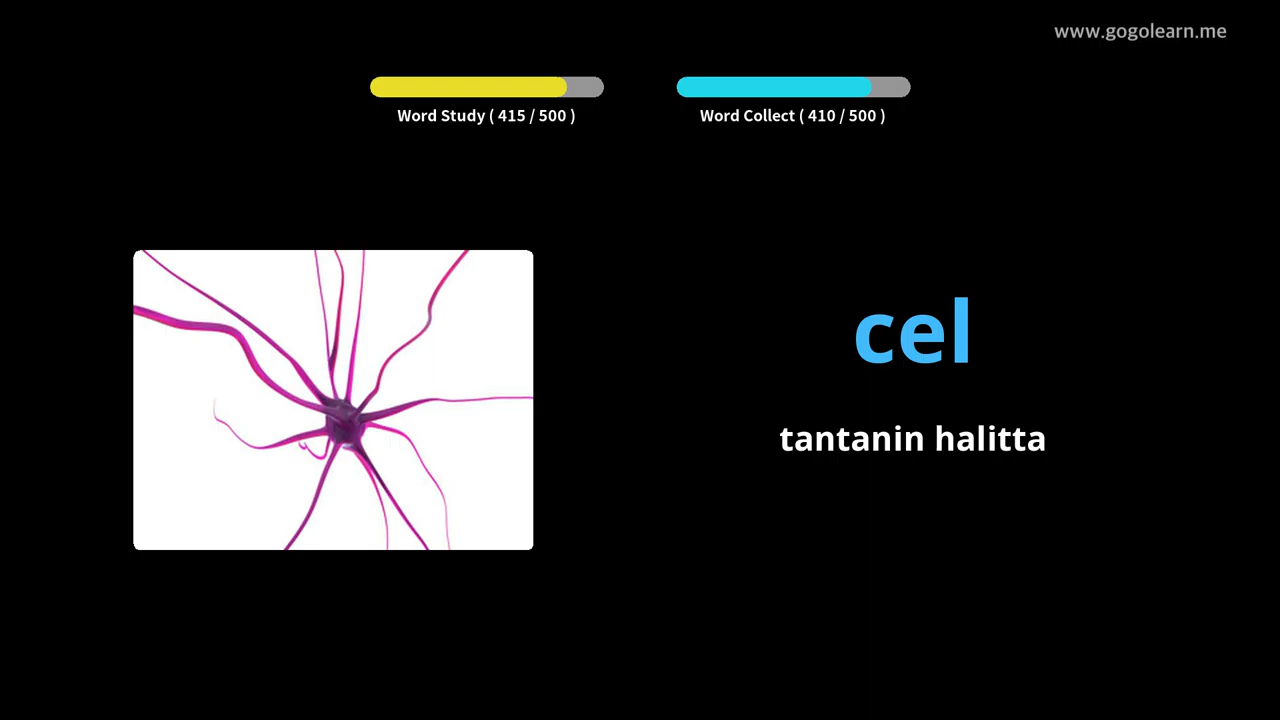 www.gogolearn.me
Word Study ( 415 / 500 )
Word Collect ( 410 / 500 )
cel
tantanin halitta